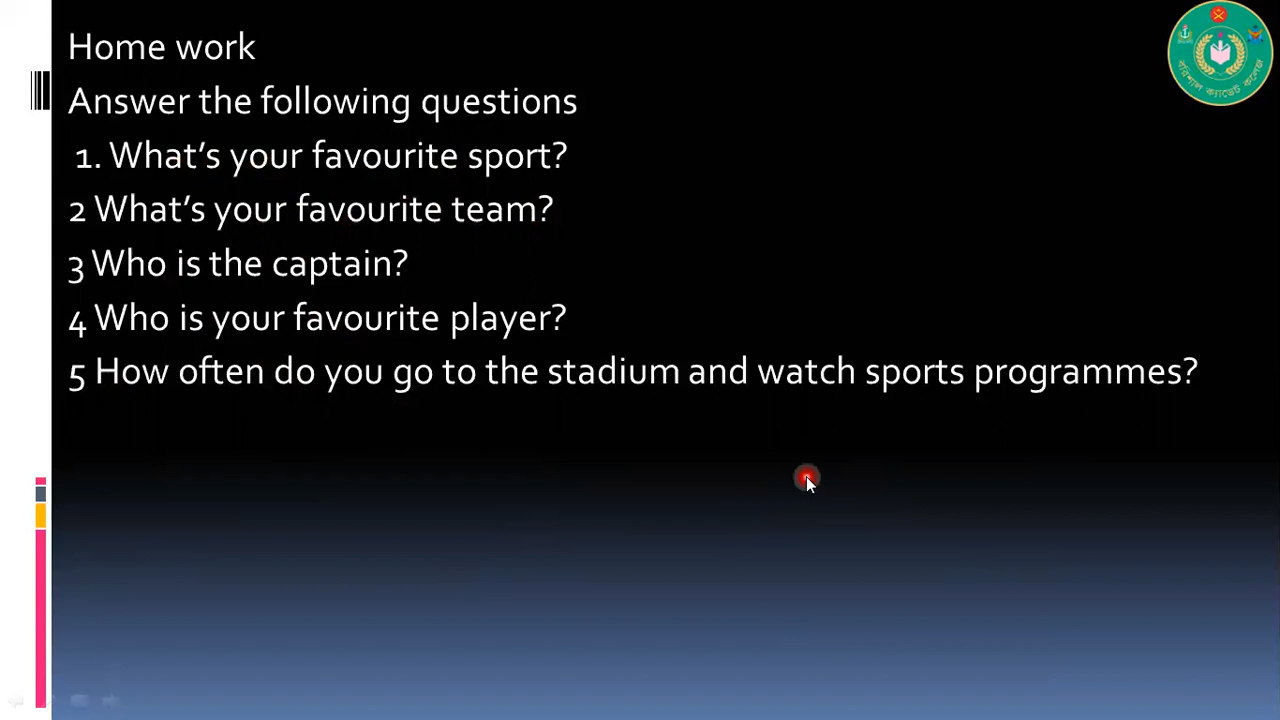 Home work
Answer the following questions
1. What’s your favourite sport?
2 What’s your favourite team?
3 Who is the captain?
4 Who is your favourite player?
5 How often do you go to the stadium and watch sports programmes?
বরিশাল ক্যাডেট কলেজ